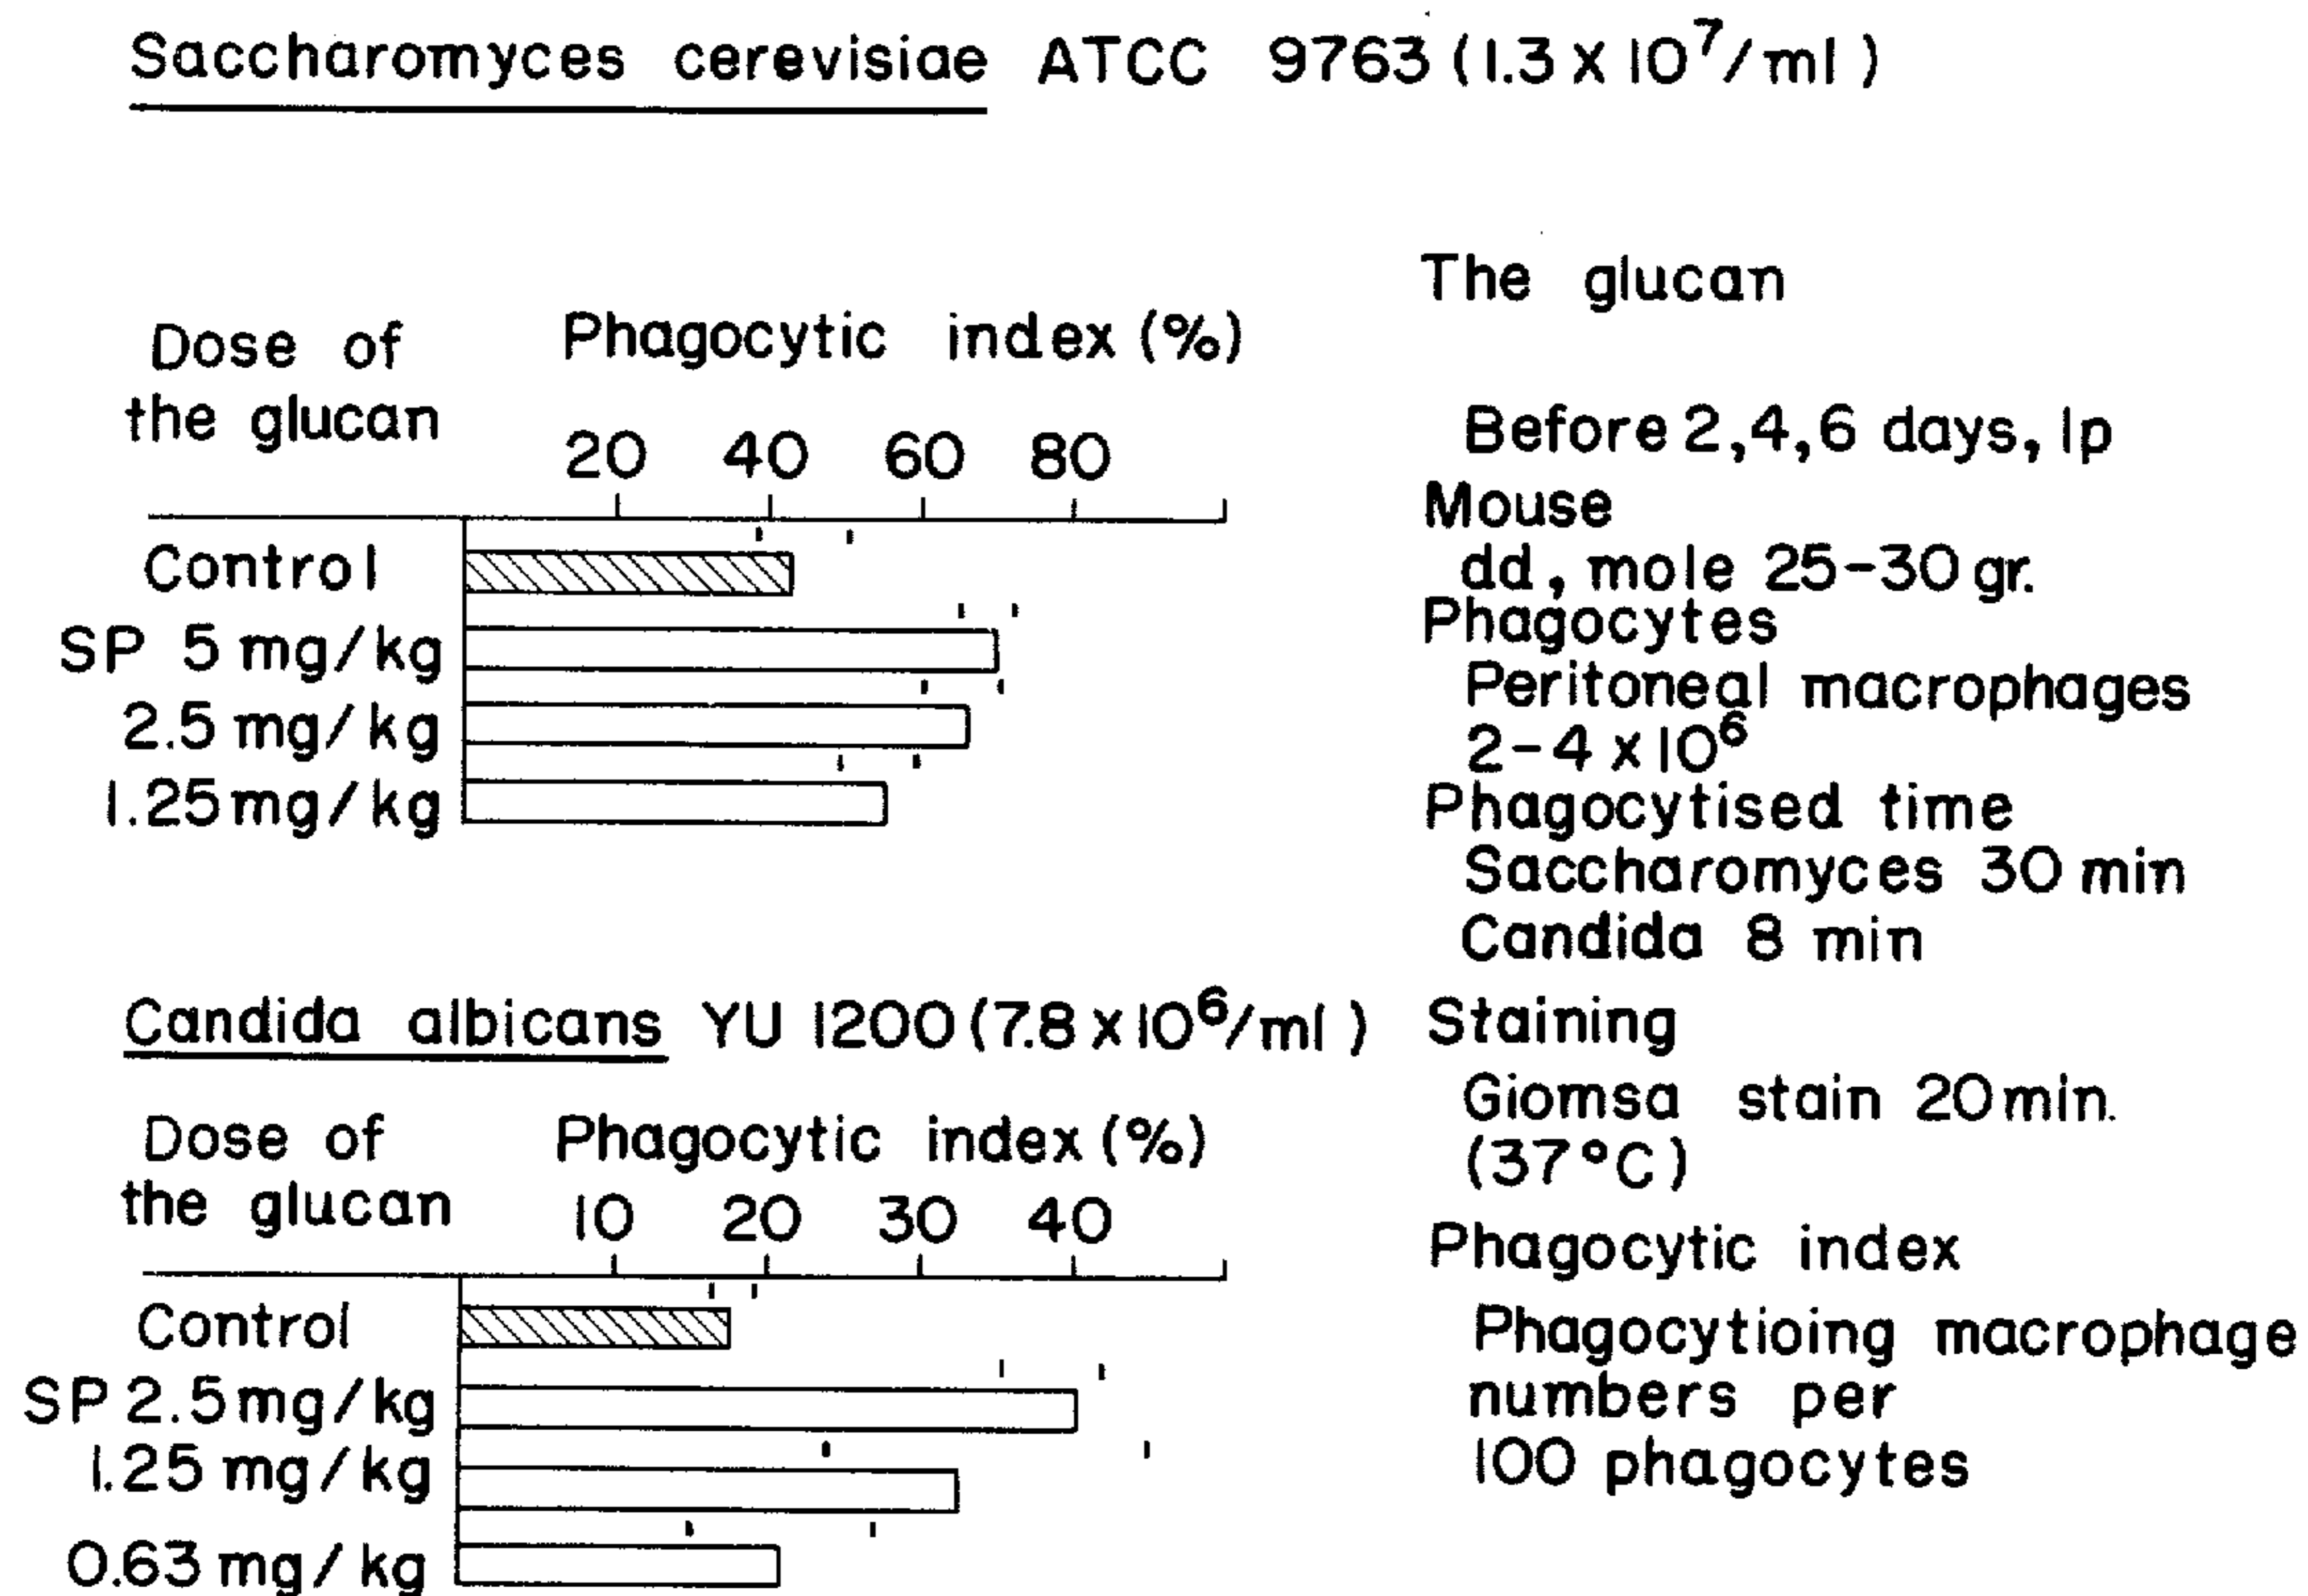 Saccharomyces cerevisiae ATCC 9763 (1.3 x 10⁷/ml )
Dose of
the glucan
Phagocytic index (%)
20 40 60 80
Control
SP 5 mg/kg
2.5 mg/kg
1.25 mg/kg
Candida albicans YU 1200 (7.8 x 10⁶/ml )
Dose of
the glucan
Phagocytic index (%)
10 20 30 40
Control
SP 2.5 mg/kg
1.25 mg/kg
0.63 mg/kg
The glucan
Before 2,4,6 days, Ip
Mouse
dd, mole 25-30 gr.
Phagocytes
Peritoneal macrophages
2-4 x 10⁶
Phagocytised time
Saccharomyces 30 min
Candida 8 min
Staining
Giomsa stain 20 min.
(37°C)
Phagocytic index
Phagocytioing macrophage
numbers per
100 phagocytes